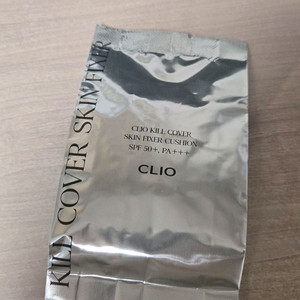 KILL COVER SKIN FIXER
CLIO KILL COVER
SKIN FIXER CUSHION
SPF 50+, PA+++
CLIO